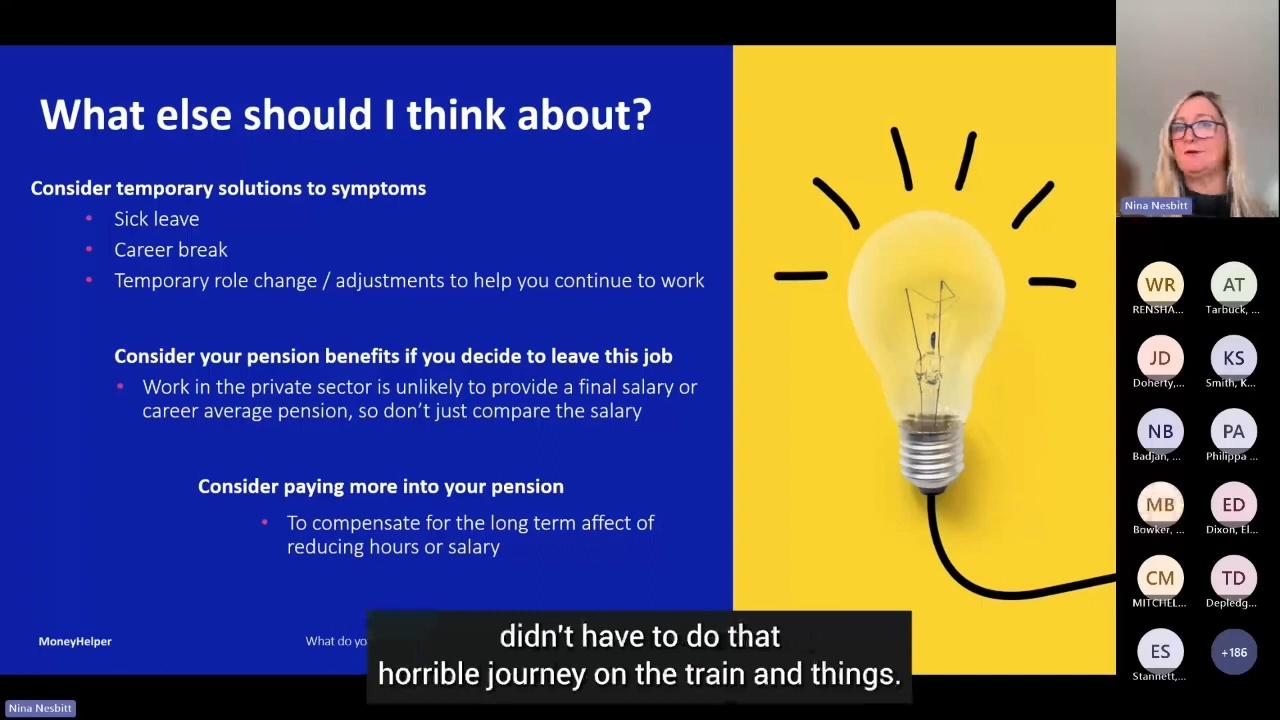 What else should I think about?
Consider temporary solutions to symptoms
• Sick leave
• Career break
• Temporary role change / adjustments to help you continue to work
Consider your pension benefits if you decide to leave this job
• Work in the private sector is unlikely to provide a final salary or
career average pension, so don't just compare the salary
Consider paying more into your pension
• To compensate for the long term affect of
reducing hours or salary
MoneyHelper
What do yo
didn't have to do that
horrible journey on the train and things.
Nina Nesbitt
Nina Nesbitt
WR AT
RENSHA... Tarbuck, ...
JD KS
Doherty,... Smith, K...
NB PA
Badjan, ... Philippa ...
MB ED
Bowker, ... Dixon, El...
CM TD
MITCHEL... Depledg...
ES +186
Stannett,...